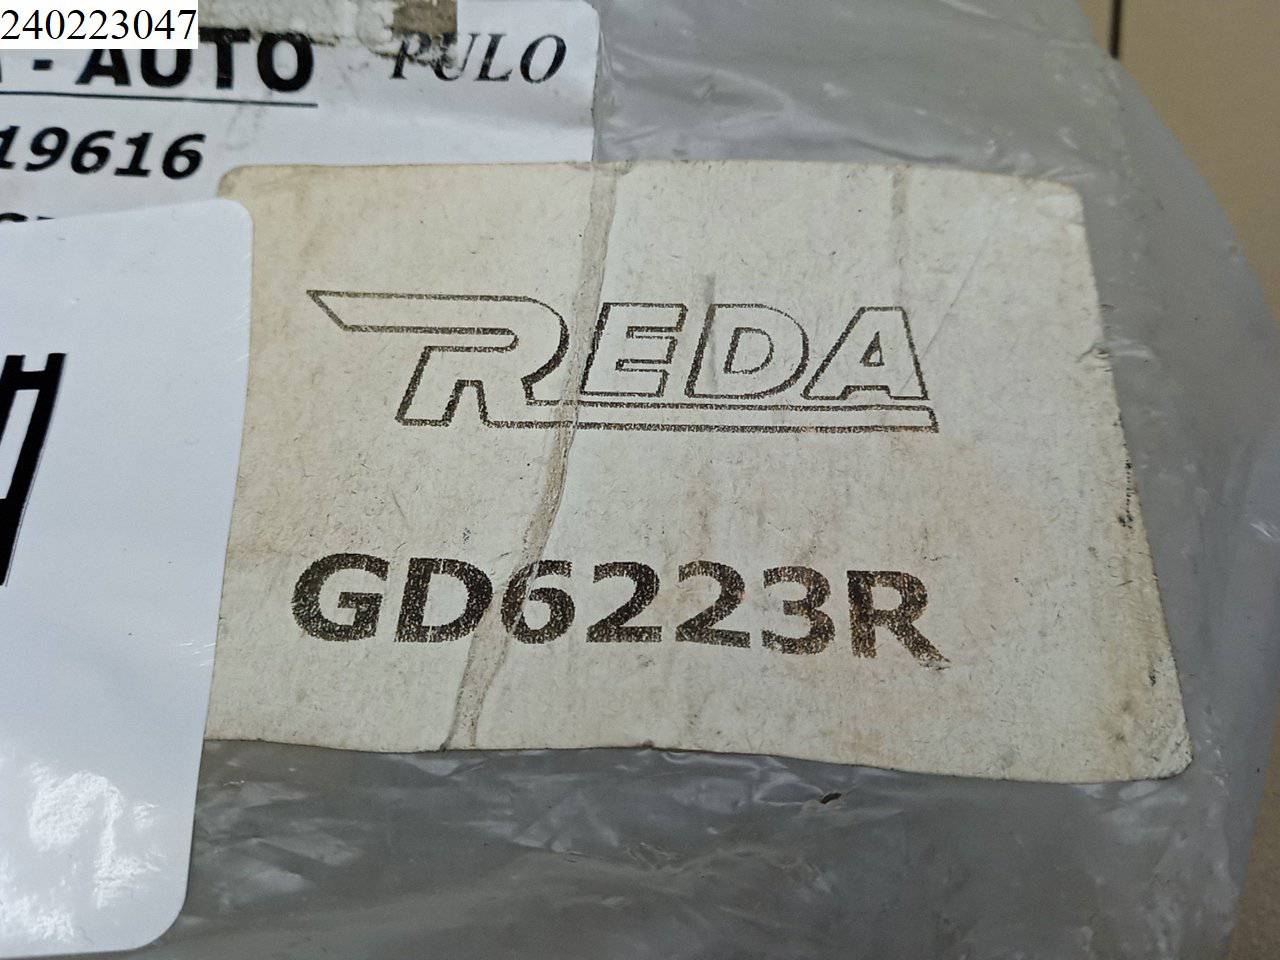 240223047
- AUTO PULO
19616
REDA
GD6223R